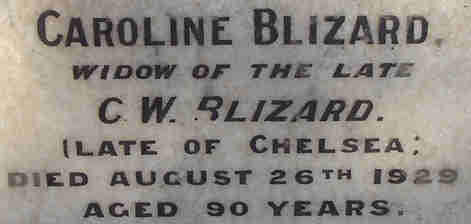 CAROLINE BLIZARD.
WIDOW OF THE LATE
C. W. BLIZARD.
(LATE OF CHELSEA;
DIED AUGUST 26TH 1929
AGED 90 YEARS.